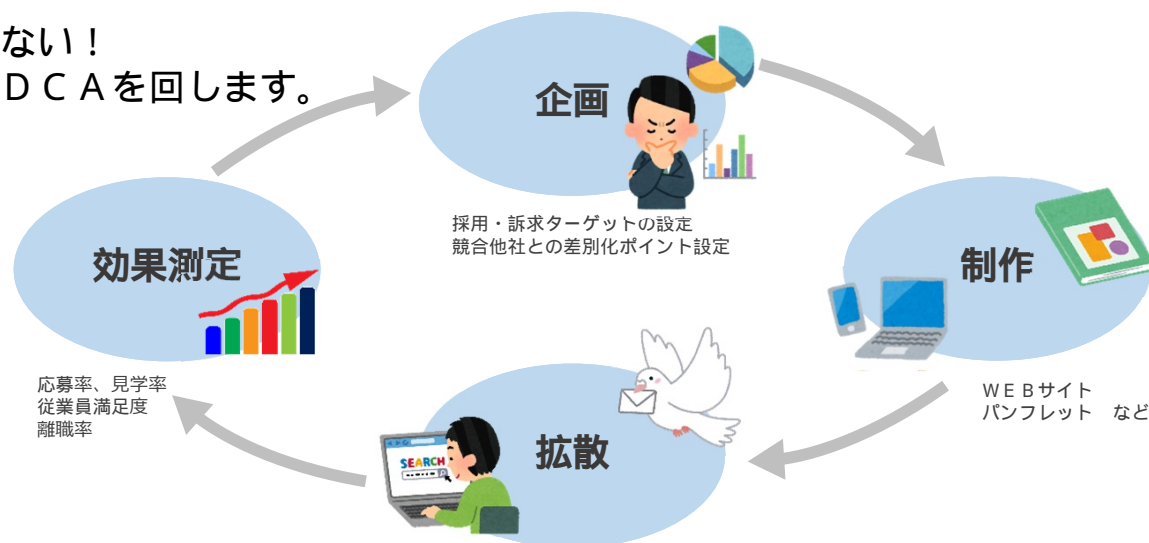 ない！
ＤＣＡを回します。
企画
採用・訴求ターゲットの設定
競合他社との差別化ポイント設定
効果測定
応募率、見学率
従業員満足度
離職率
制作
ＷＥＢサイト
パンフレット　など
拡散
SEARCH